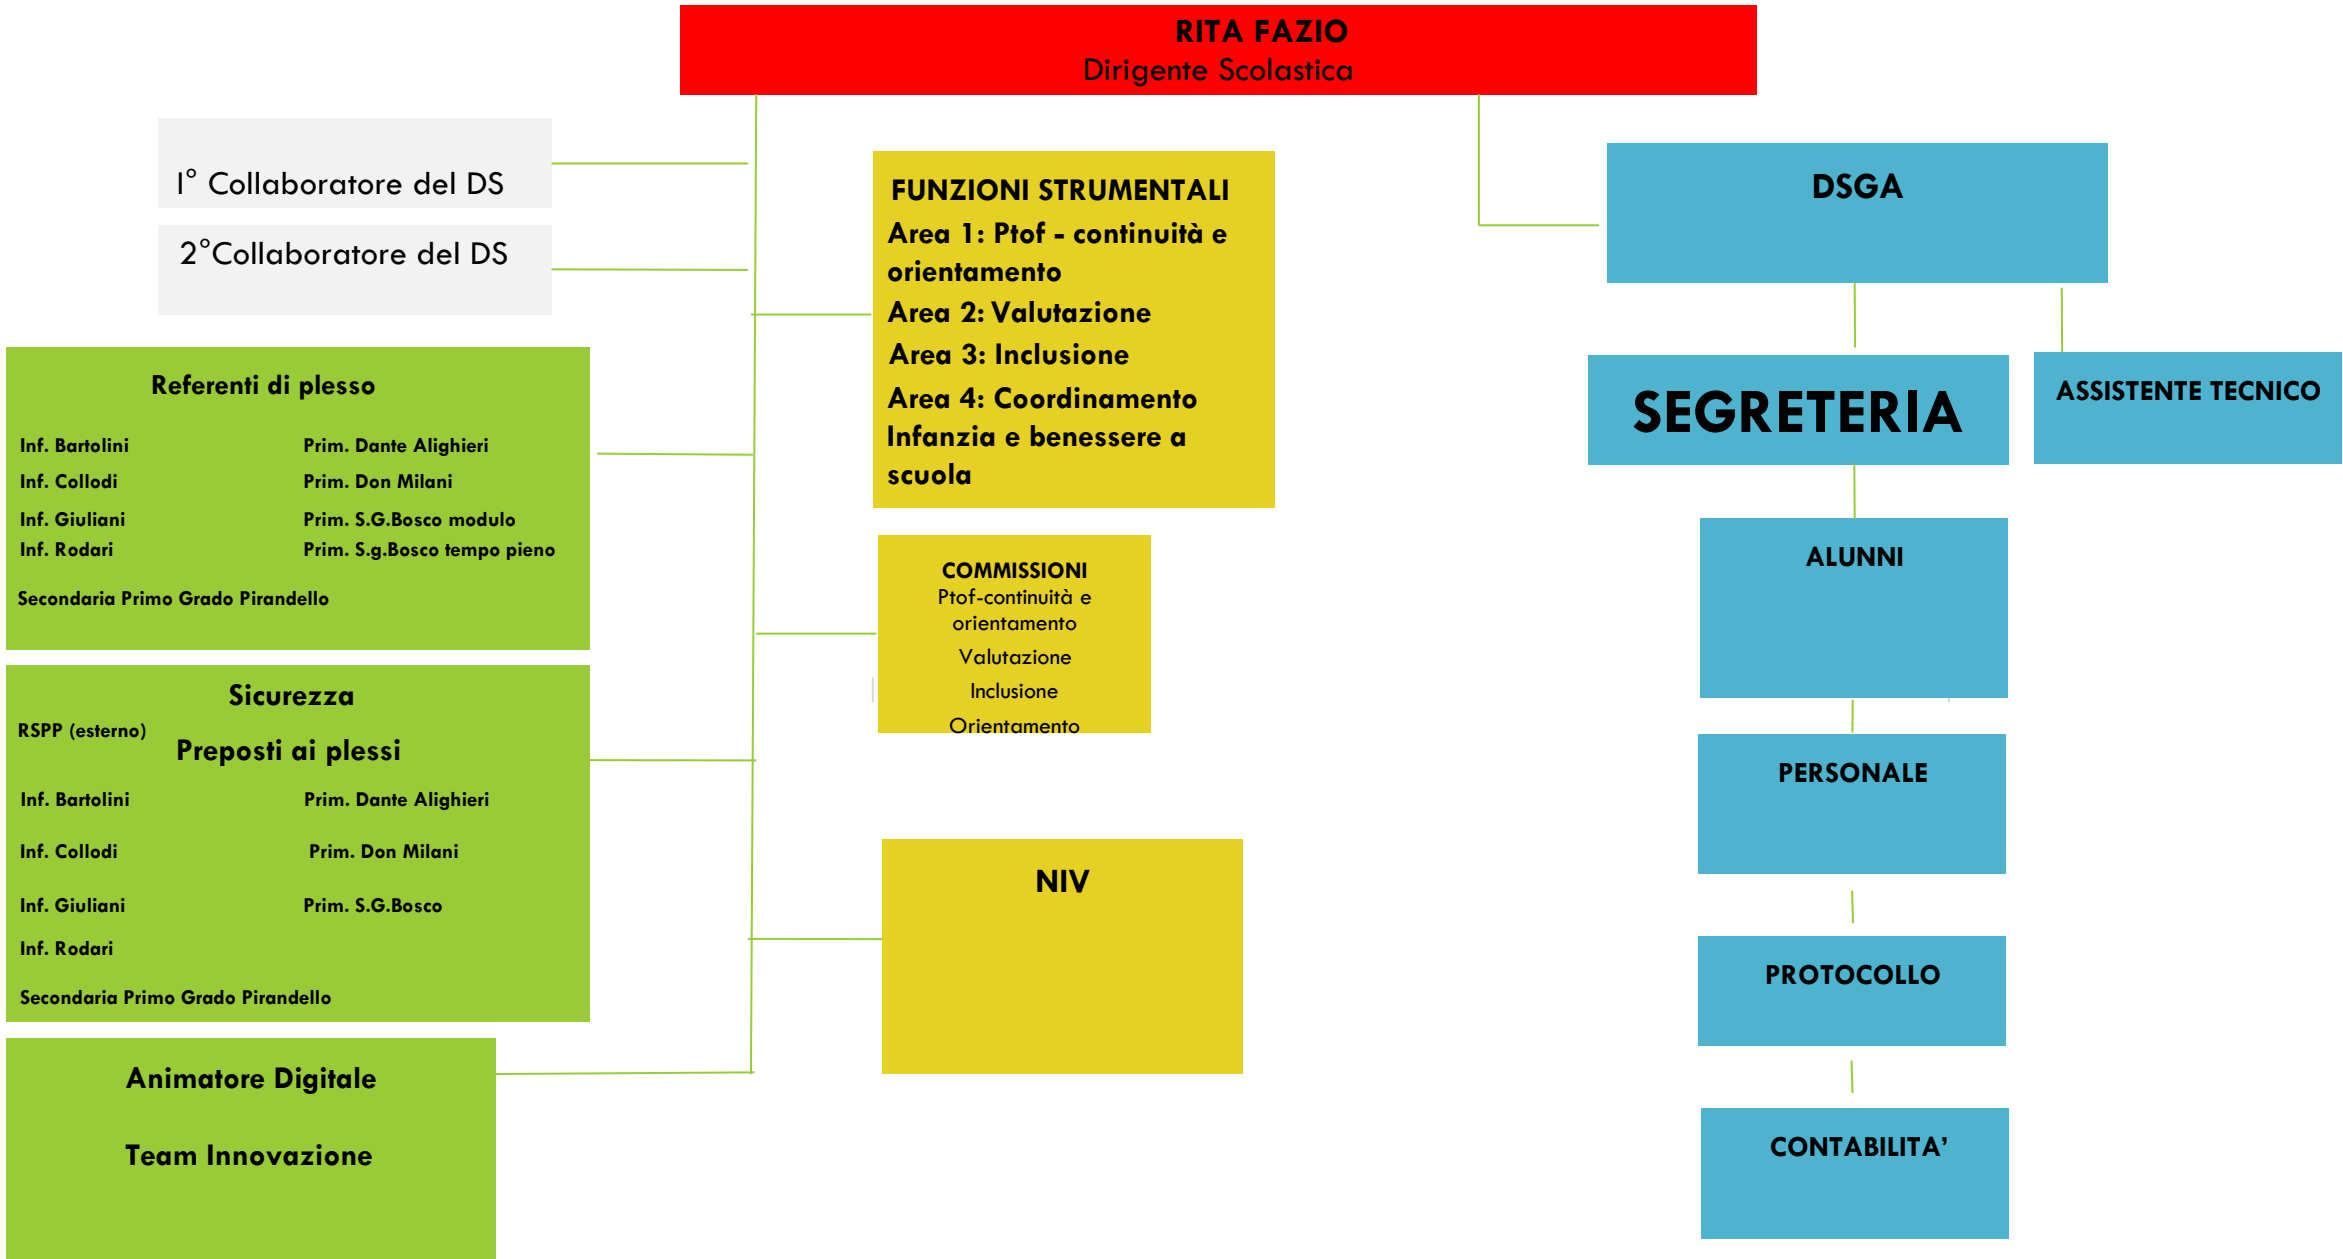 RITA FAZIO
Dirigente Scolastica
I° Collaboratore del DS
2°Collaboratore del DS
Referenti di plesso
Inf. Bartolini Prim. Dante Alighieri
Inf. Collodi Prim. Don Milani
Inf. Giuliani Prim. S.G.Bosco modulo
Inf. Rodari Prim. S.g.Bosco tempo pieno
Secondaria Primo Grado Pirandello
Sicurezza
RSPP (esterno)
Preposti ai plessi
Inf. Bartolini Prim. Dante Alighieri
Inf. Collodi Prim. Don Milani
Inf. Giuliani Prim. S.G.Bosco
Inf. Rodari
Secondaria Primo Grado Pirandello
Animatore Digitale
Team Innovazione
FUNZIONI STRUMENTALI
Area 1: Ptof - continuità e
orientamento
Area 2: Valutazione
Area 3: Inclusione
Area 4: Coordinamento
Infanzia e benessere a
scuola
COMMISSIONI
Ptof-continuità e
orientamento
Valutazione
Inclusione
Orientamento
NIV
DSGA
SEGRETERIA
ASSISTENTE TECNICO
ALUNNI
PERSONALE
PROTOCOLLO
CONTABILITA’